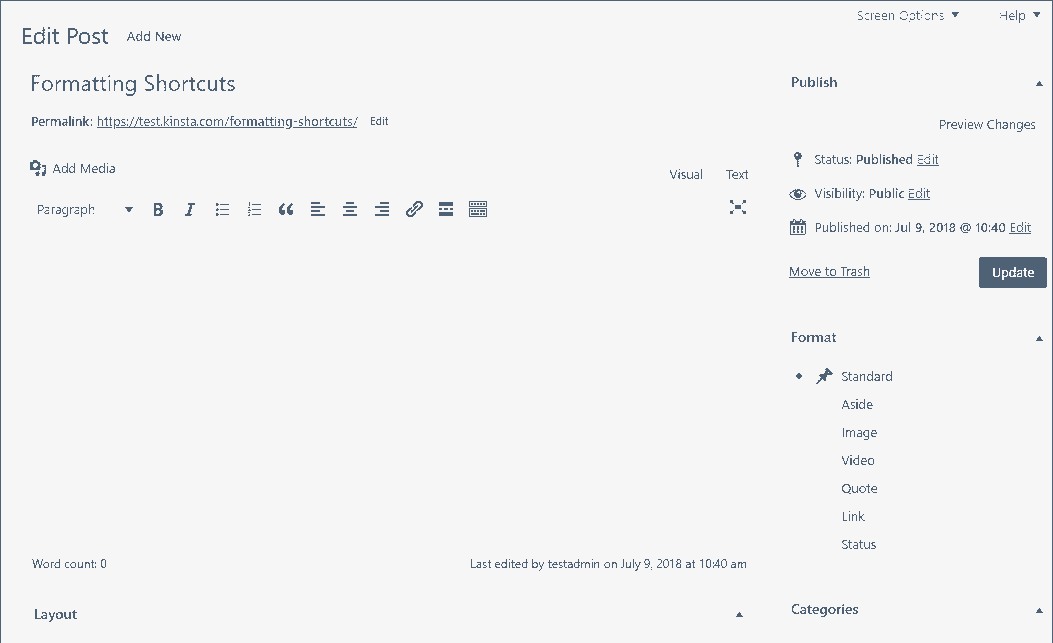 Screen Options Help
Edit Post Add New
Formatting Shortcuts
Permalink: https://test.kinsta.com/formatting-shortcuts/ Edit
Add Media
Visual Text
Paragraph B I
Word count: 0 Last edited by testadmin on July 9, 2018 at 10:40 am
Layout
Publish
Preview Changes
Status: Published Edit
Visibility: Public Edit
Published on: Jul 9, 2018 @ 10:40 Edit
Move to Trash Update
Format
Standard
Aside
Image
Video
Quote
Link
Status
Categories